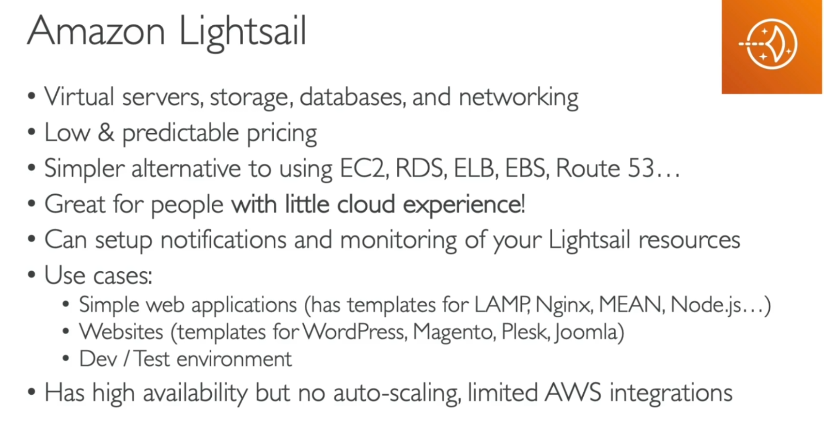 Amazon Lightsail
• Virtual servers, storage, databases, and networking
• Low & predictable pricing
• Simpler alternative to using EC2, RDS, ELB, EBS, Route 53…
• Great for people with little cloud experience!
• Can setup notifications and monitoring of your Lightsail resources
• Use cases:
• Simple web applications (has templates for LAMP, Nginx, MEAN, Node.js…)
• Websites (templates for WordPress, Magento, Plesk, Joomla)
• Dev / Test environment
• Has high availability but no auto-scaling, limited AWS integrations